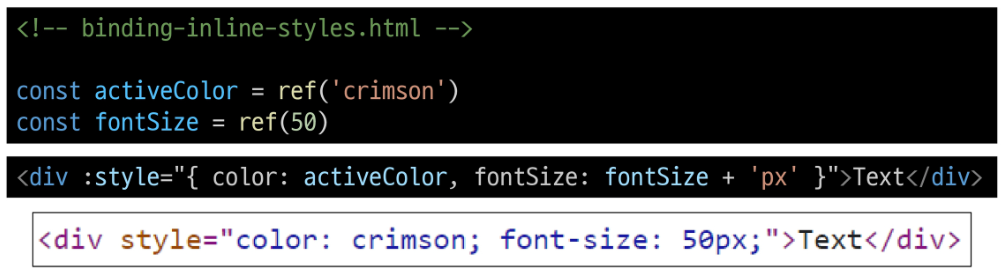 <!-- binding-inline-styles.html -->
const activeColor = ref('crimson')
const fontSize = ref(50)
<div :style="{ color: activeColor, fontSize: fontSize + 'px' }">Text</div>
<div style="color: crimson; font-size: 50px;">Text</div>